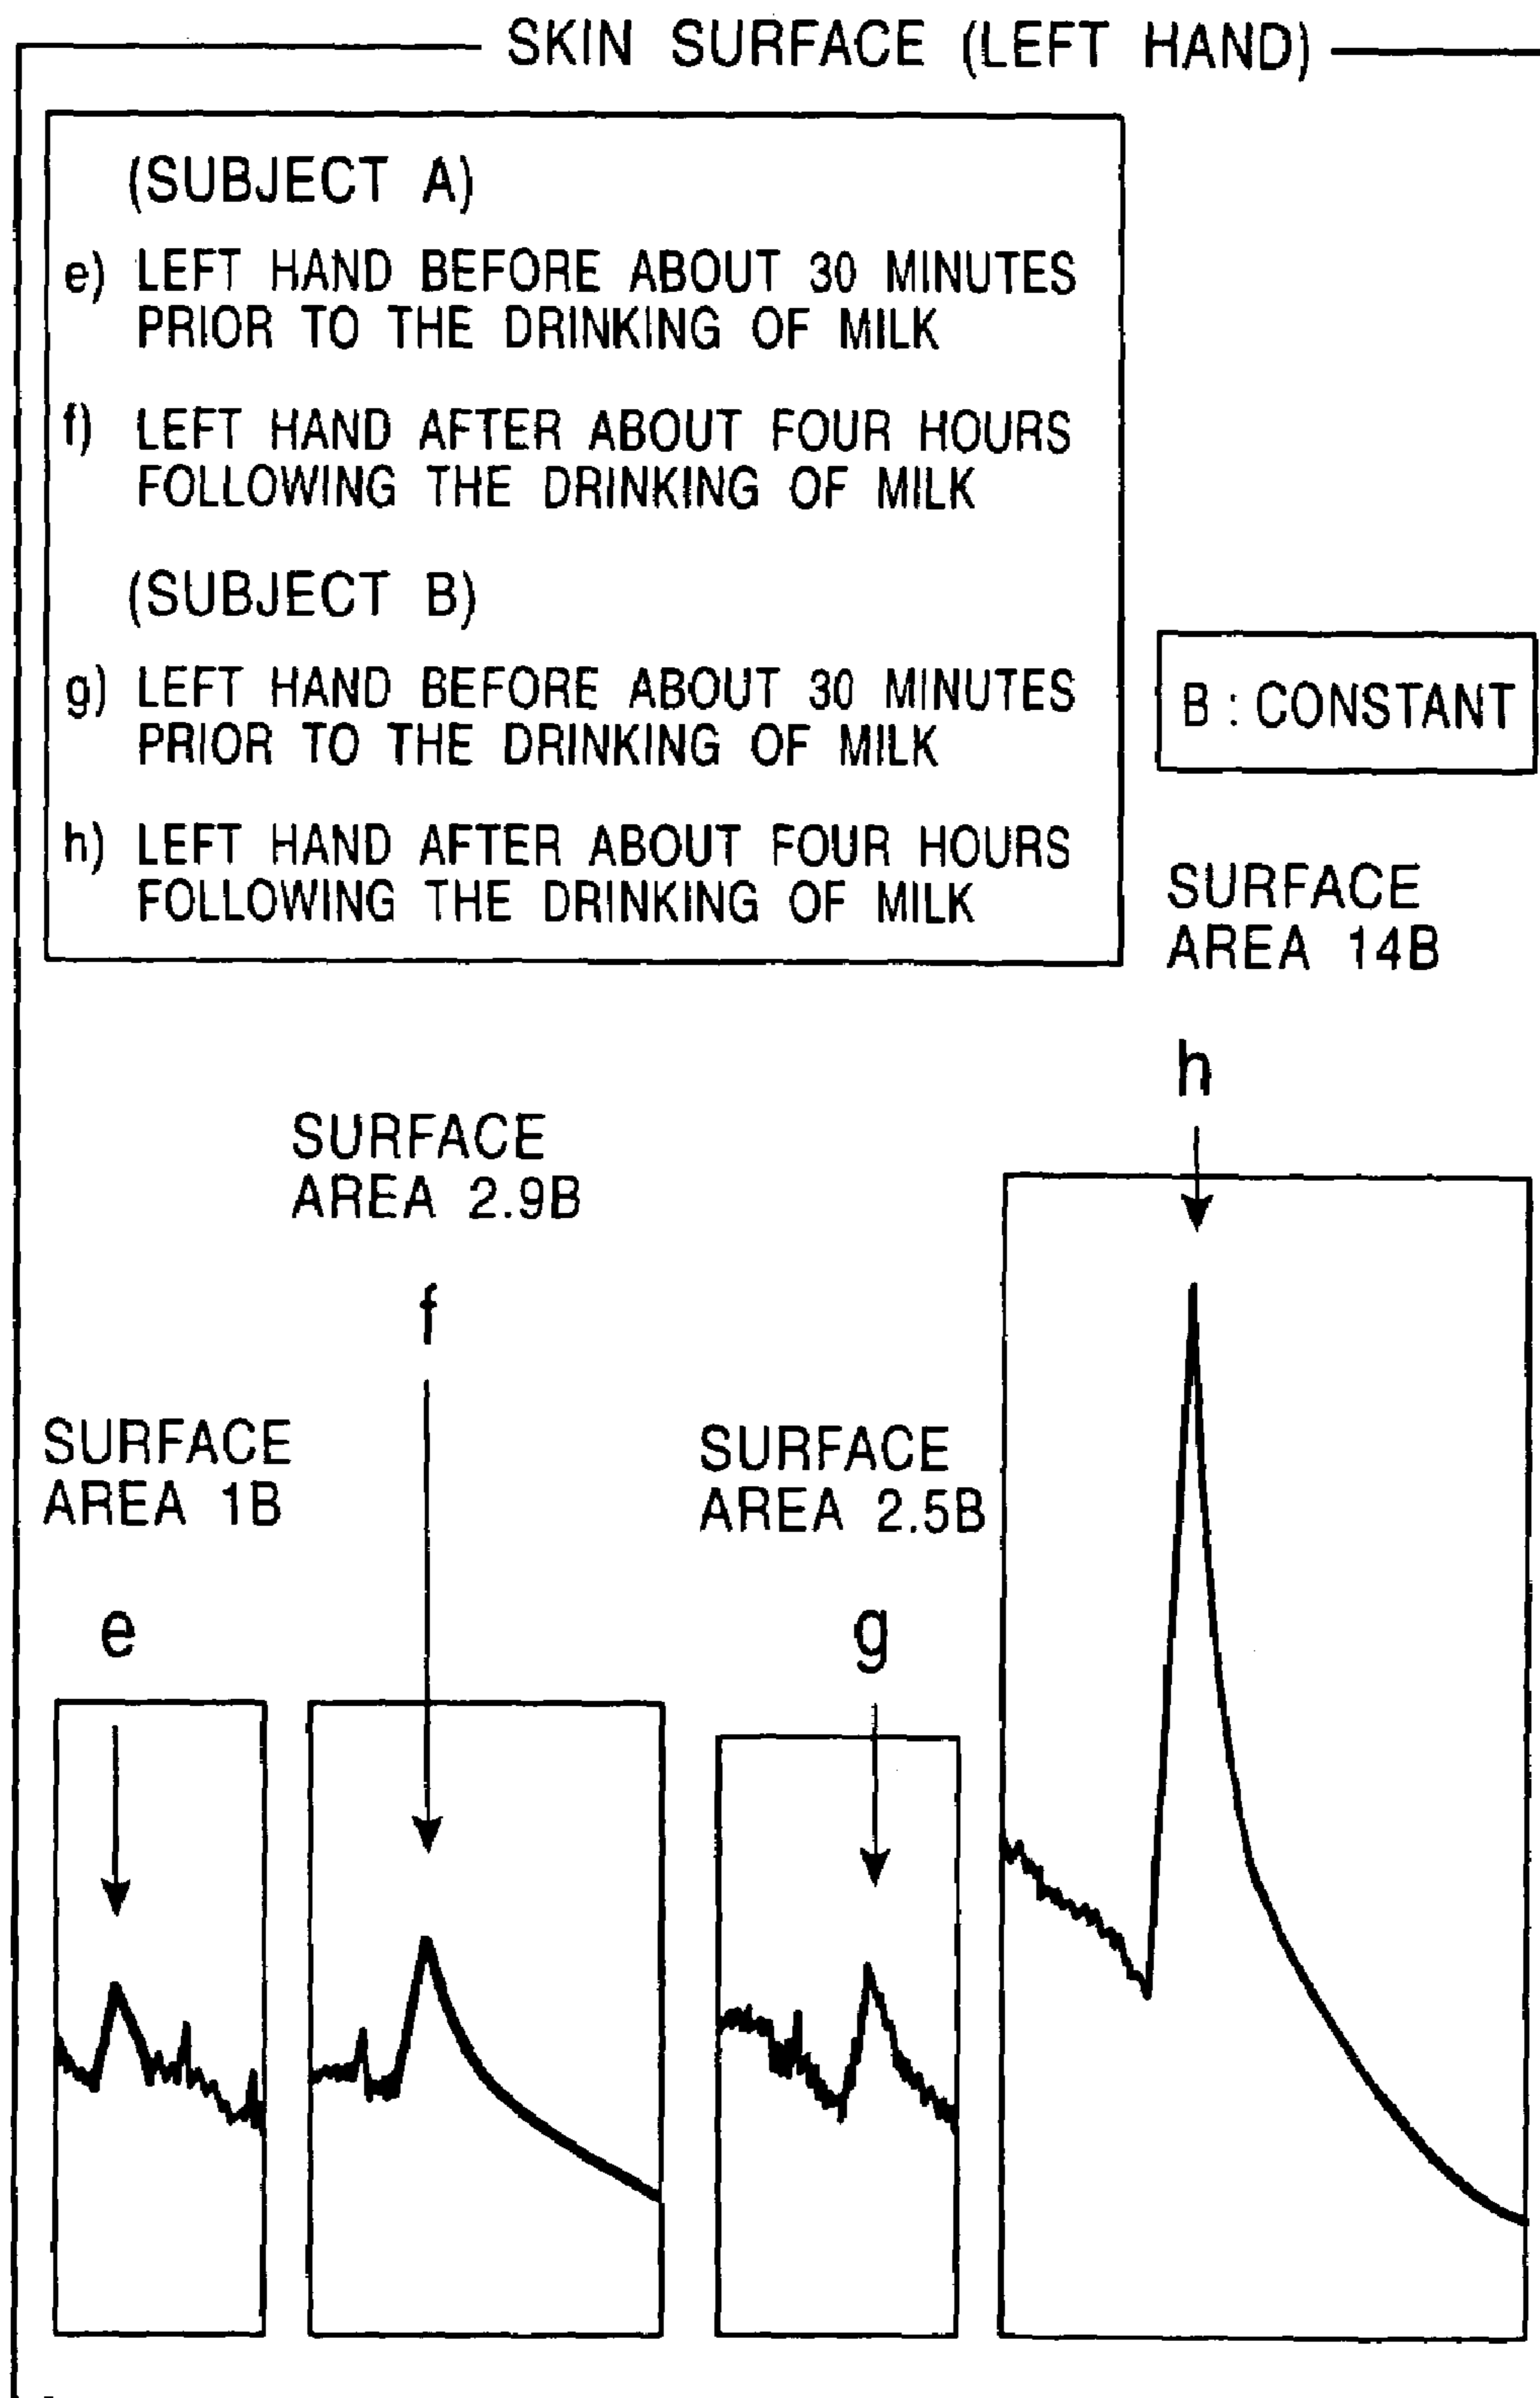 SKIN SURFACE (LEFT HAND)
(SUBJECT A)
e) LEFT HAND BEFORE ABOUT 30 MINUTES
PRIOR TO THE DRINKING OF MILK
f) LEFT HAND AFTER ABOUT FOUR HOURS
FOLLOWING THE DRINKING OF MILK
(SUBJECT B)
g) LEFT HAND BEFORE ABOUT 30 MINUTES
PRIOR TO THE DRINKING OF MILK
h) LEFT HAND AFTER ABOUT FOUR HOURS
FOLLOWING THE DRINKING OF MILK
B : CONSTANT
SURFACE
AREA 1B
e
SURFACE
AREA 2.9B
f
SURFACE
AREA 2.5B
g
SURFACE
AREA 14B
h